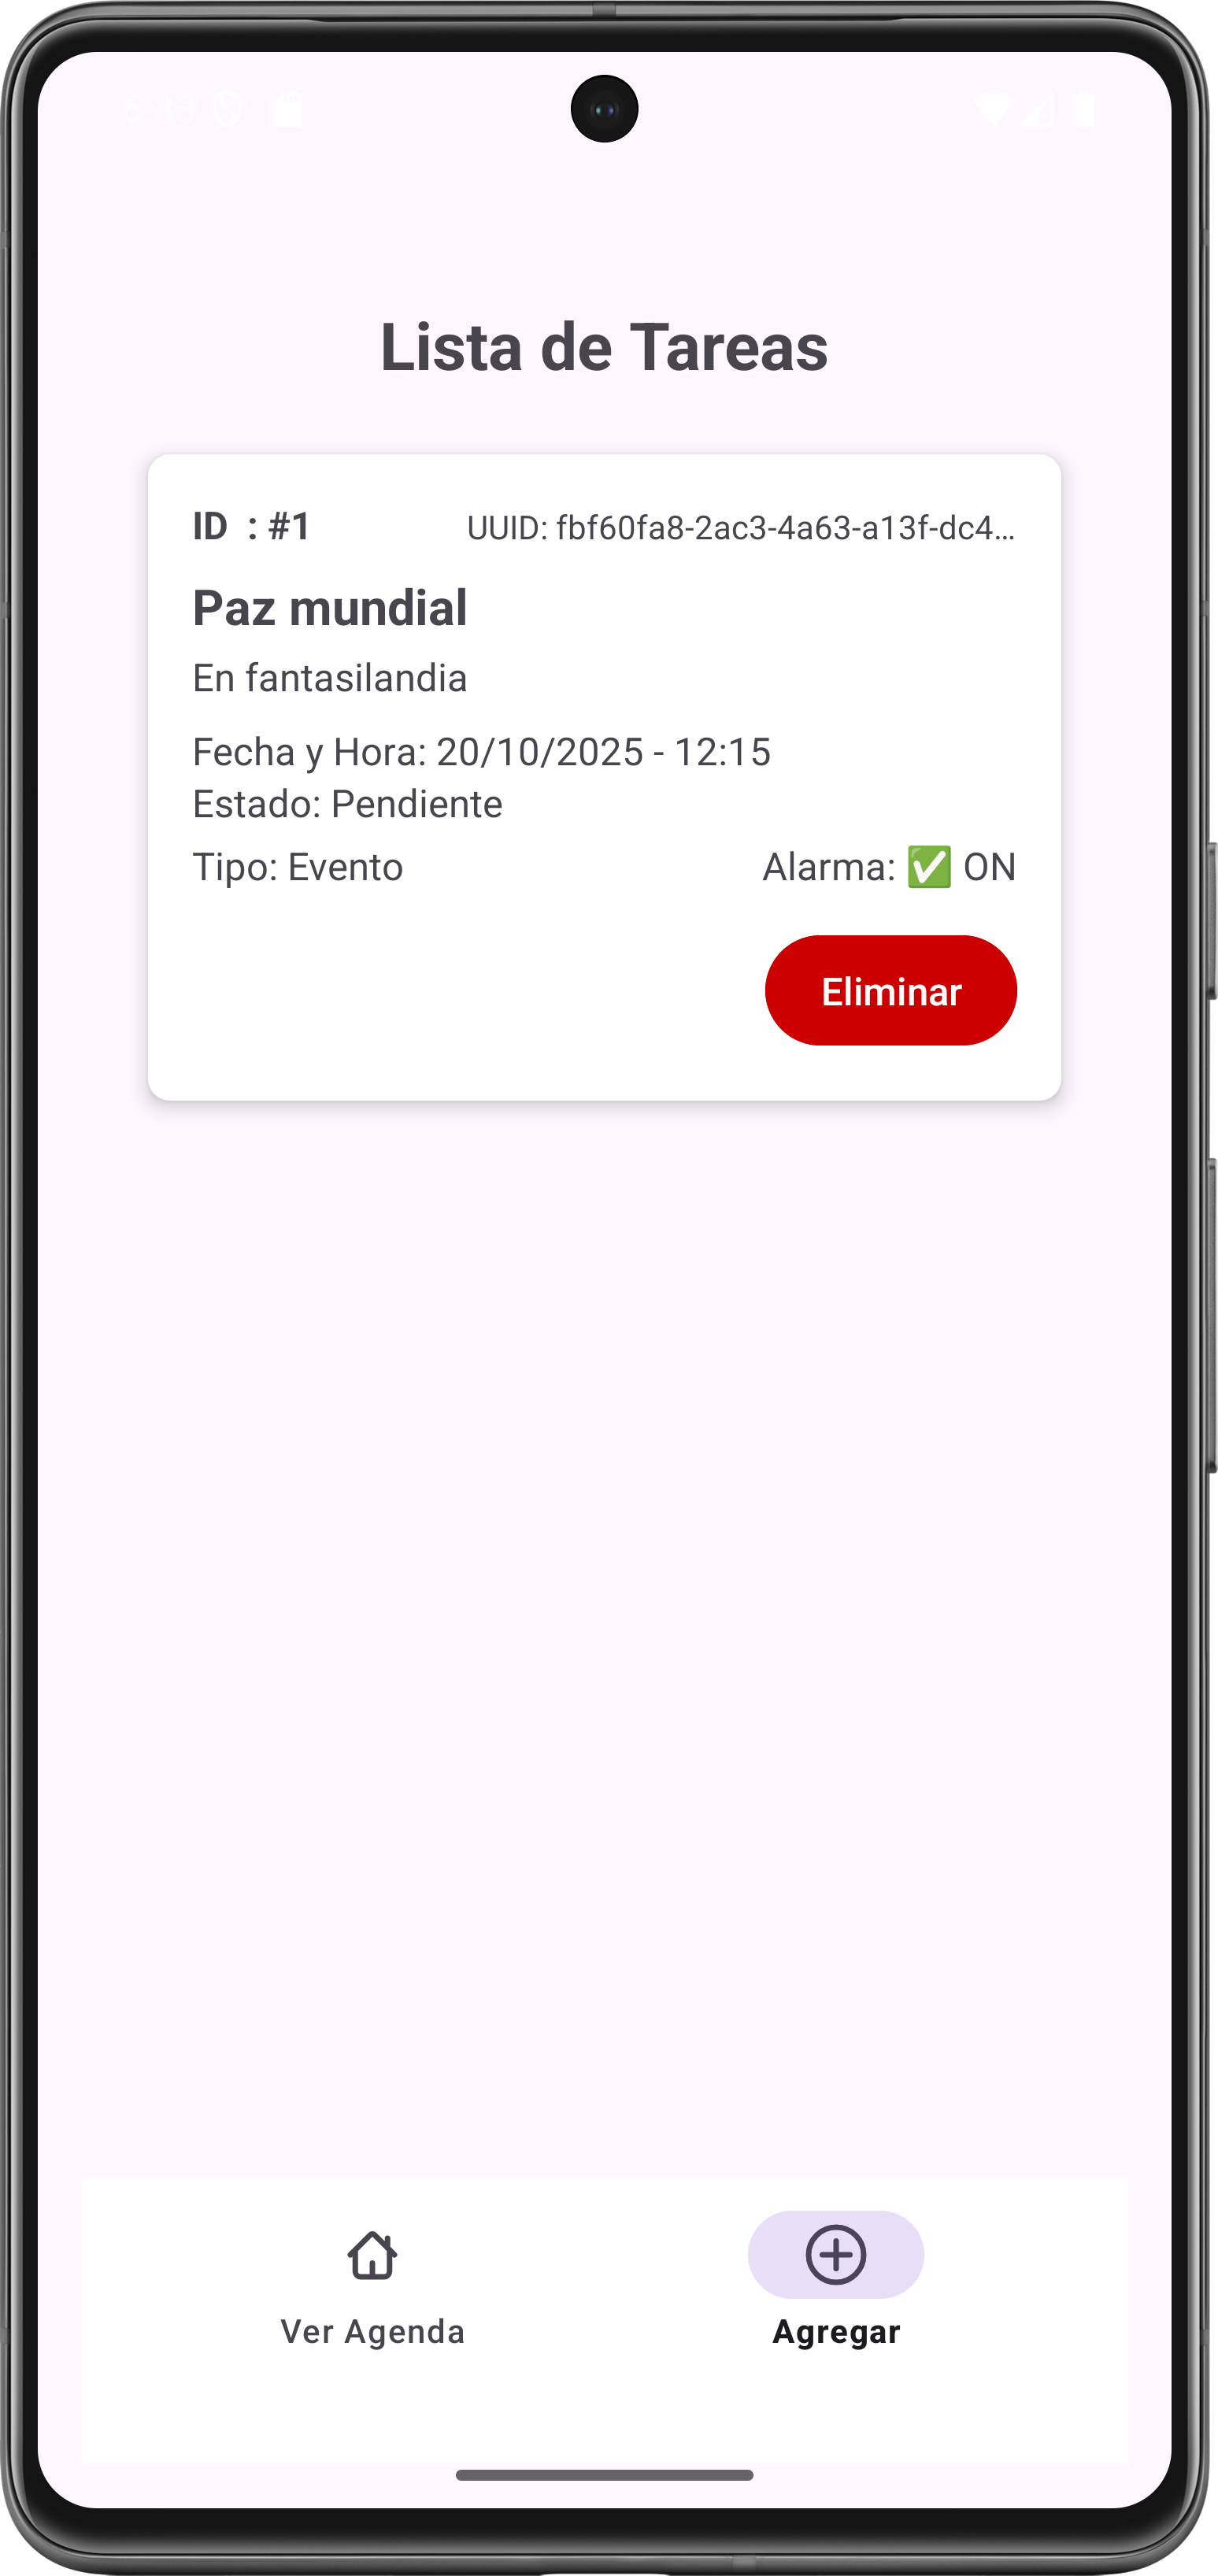 6:33
Lista de Tareas
ID  : #1 UUID: fbf60fa8-2ac3-4a63-a13f-dc4...
Paz mundial
En fantasilandia
Fecha y Hora: 20/10/2025 - 12:15
Estado: Pendiente
Tipo: Evento Alarma: ✅ ON
Eliminar
Ver Agenda Agregar